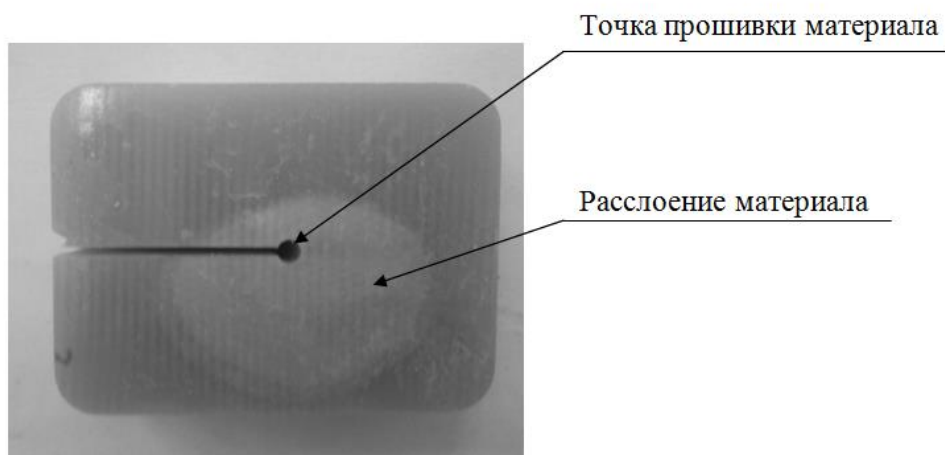 Точка прошивки материала
Расслоение материала